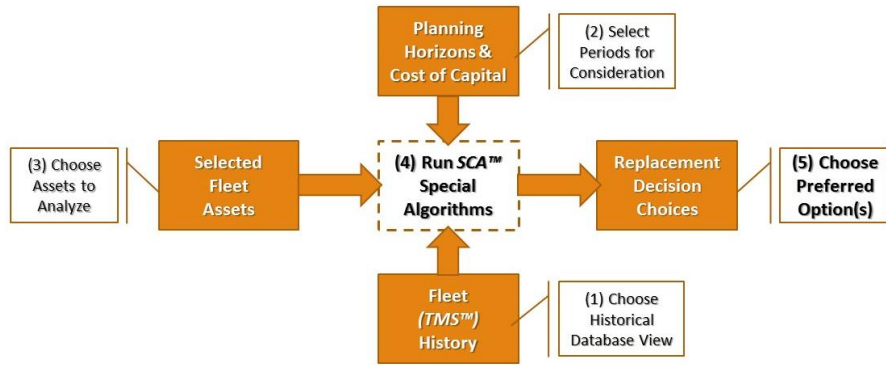 Planning
Horizons &
Cost of Capital
(2) Select
Periods for
Consideration
(3) Choose
Assets to
Analyze
Selected
Fleet
Assets
(4) Run SCA™
Special
Algorithms
Replacement
Decision
Choices
(5) Choose
Preferred
Option(s)
Fleet
(TMS™)
History
(1) Choose
Historical
Database View